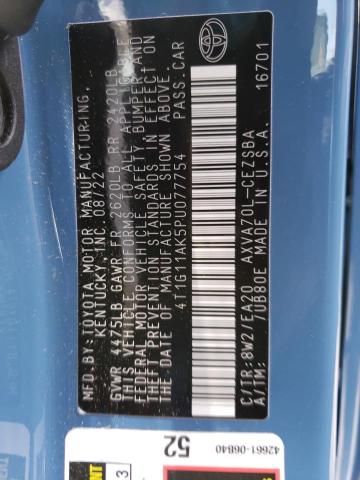 MFD.BY:TOYOTA MOTOR MANUFACTURING,
KENTUCKY,INC.08/22
GVWR 4475LB GAWR FR 2620LB RR 2420LB
THIS VEHICLE CONFORMS TO ALL APPLICABLE
FEDERAL MOTOR VEHICLE SAFETY, BUMPER, AND
THEFT PREVENTION STANDARDS IN EFFECT ON
THE DATE OF MANUFACTURE SHOWN ABOVE.
4T1G11AK5PU077754 PASS.CAR
C/TR:8W2/EA20 AXVA70L-CEZSBA
A/TM: /UB80E MADE IN U.S.A. 16701
42661-06B40
52